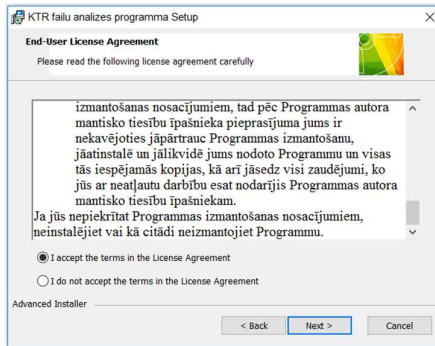 KTR failu analizes programma Setup
End-User License Agreement
Please read the following license agreement carefully
izmantošanas nosacījumiem, tad pēc Programmas autora
mantisko tiesību īpašnieka pieprasījuma jums ir
nekavējoties jāpārtrauc Programmas izmantošanu,
jāatinstalē un jālikvidē jums nodoto Programmu un visas
tās iespējamās kopijas, kā arī jāsedz visi zaudējumi, ko
jūs ar neatļautu darbību esat nodarījis Programmas autora
mantisko tiesību īpašniekam.
Ja jūs nepiekrītat Programmas izmantošanas nosacījumiem,
neinstalējiet vai kā citādi neizmantojiet Programmu.
I accept the terms in the License Agreement
I do not accept the terms in the License Agreement
Advanced Installer
< Back Next > Cancel